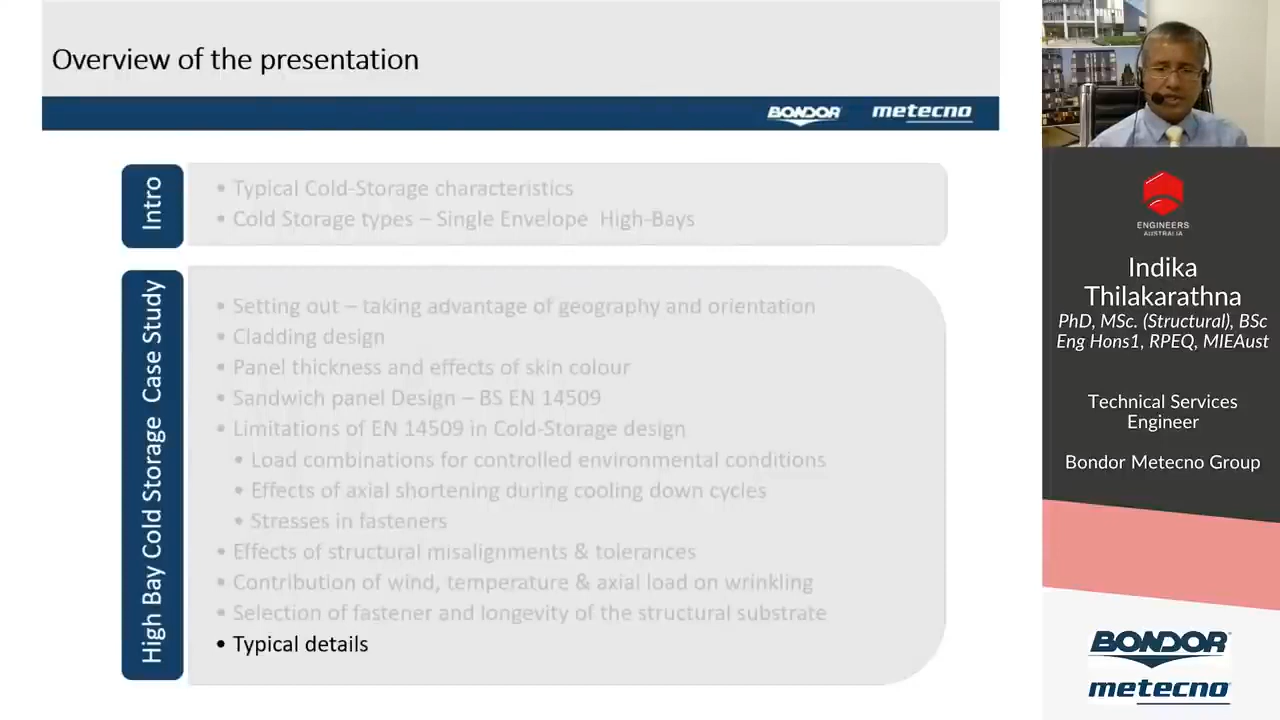 Overview of the presentation
BONDOR metecno
Intro
• Typical Cold-Storage characteristics
• Cold Storage types – Single Envelope High-Bays
High Bay Cold Storage Case Study
• Setting out – taking advantage of geography and orientation
• Cladding design
• Panel thickness and effects of skin colour
• Sandwich panel Design – BS EN 14509
• Limitations of EN 14509 in Cold-Storage design
• Load combinations for controlled environmental conditions
• Effects of axial shortening during cooling down cycles
• Stresses in fasteners
• Effects of structural misalignments & tolerances
• Contribution of wind, temperature & axial load on wrinkling
• Selection of fastener and longevity of the structural substrate
• Typical details
ENGINEERS
AUSTRALIA
Indika
Thilakarathna
PhD, MSc. (Structural), BSc
Eng Hons1, RPEQ, MIEAust
Technical Services
Engineer
Bondor Metecno Group
BONDOR
metecno